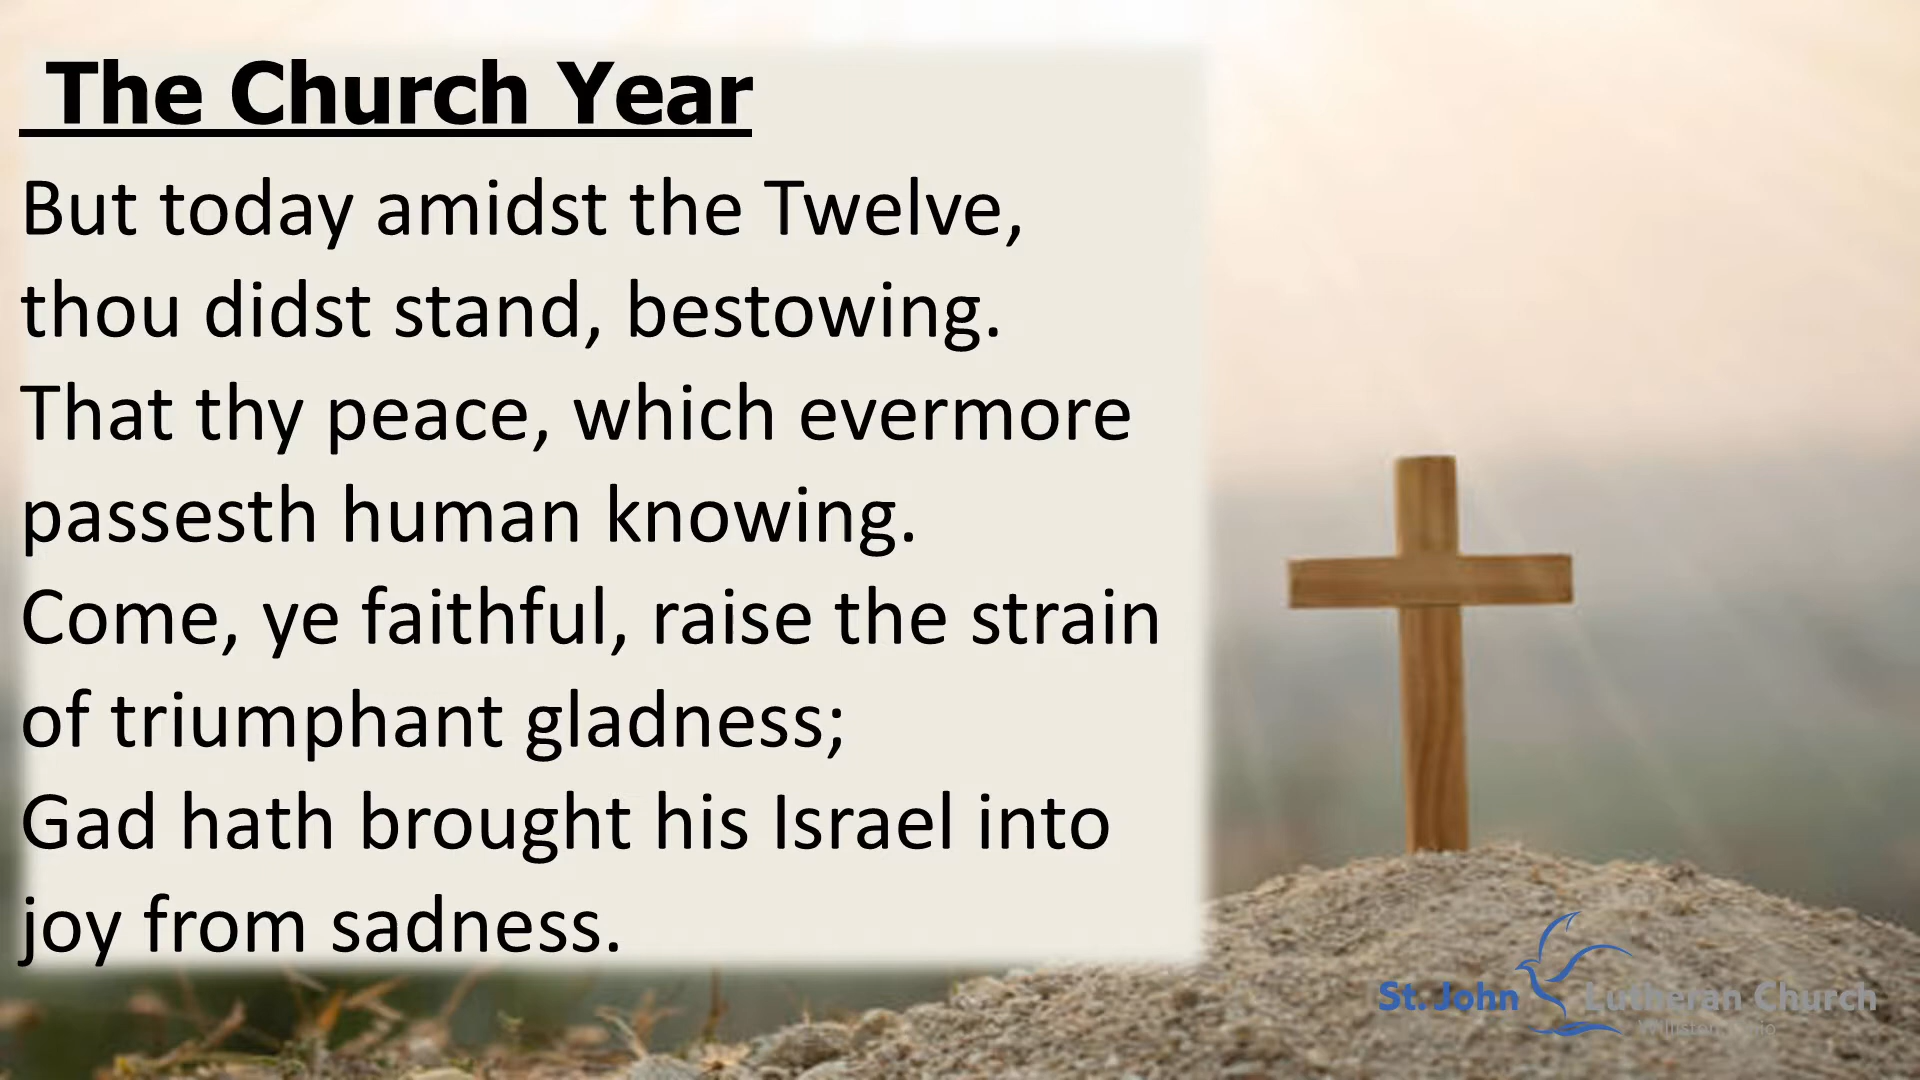 The Church Year
But today amidst the Twelve,
thou didst stand, bestowing.
That thy peace, which evermore
passesth human knowing.
Come, ye faithful, raise the strain
of triumphant gladness;
Gad hath brought his Israel into
joy from sadness.
St. John Lutheran Church
Williston, Ohio